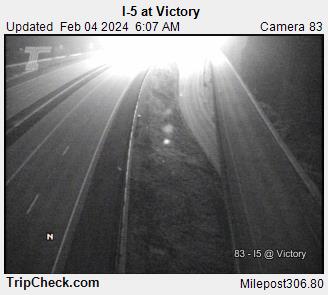 I-5 at Victory
Updated  Feb 04 2024  6:07 AM
Camera 83
T
N
83 - I5 @ Victory
TripCheck.com
Milepost306.80